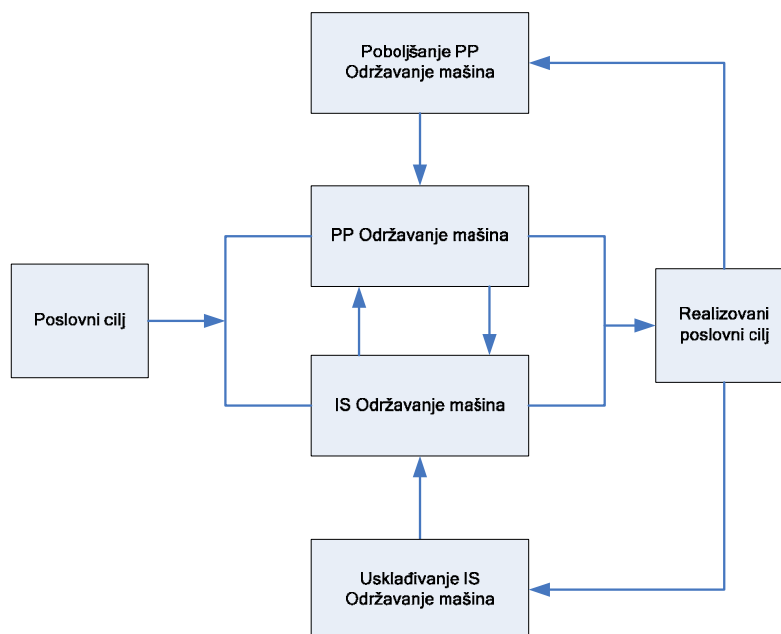 Poboljšanje PP
Održavanje mašina
PP Održavanje mašina
Poslovni cilj
Realizovani
poslovni cilj
IS Održavanje mašina
Usklađivanje IS
Održavanje mašina